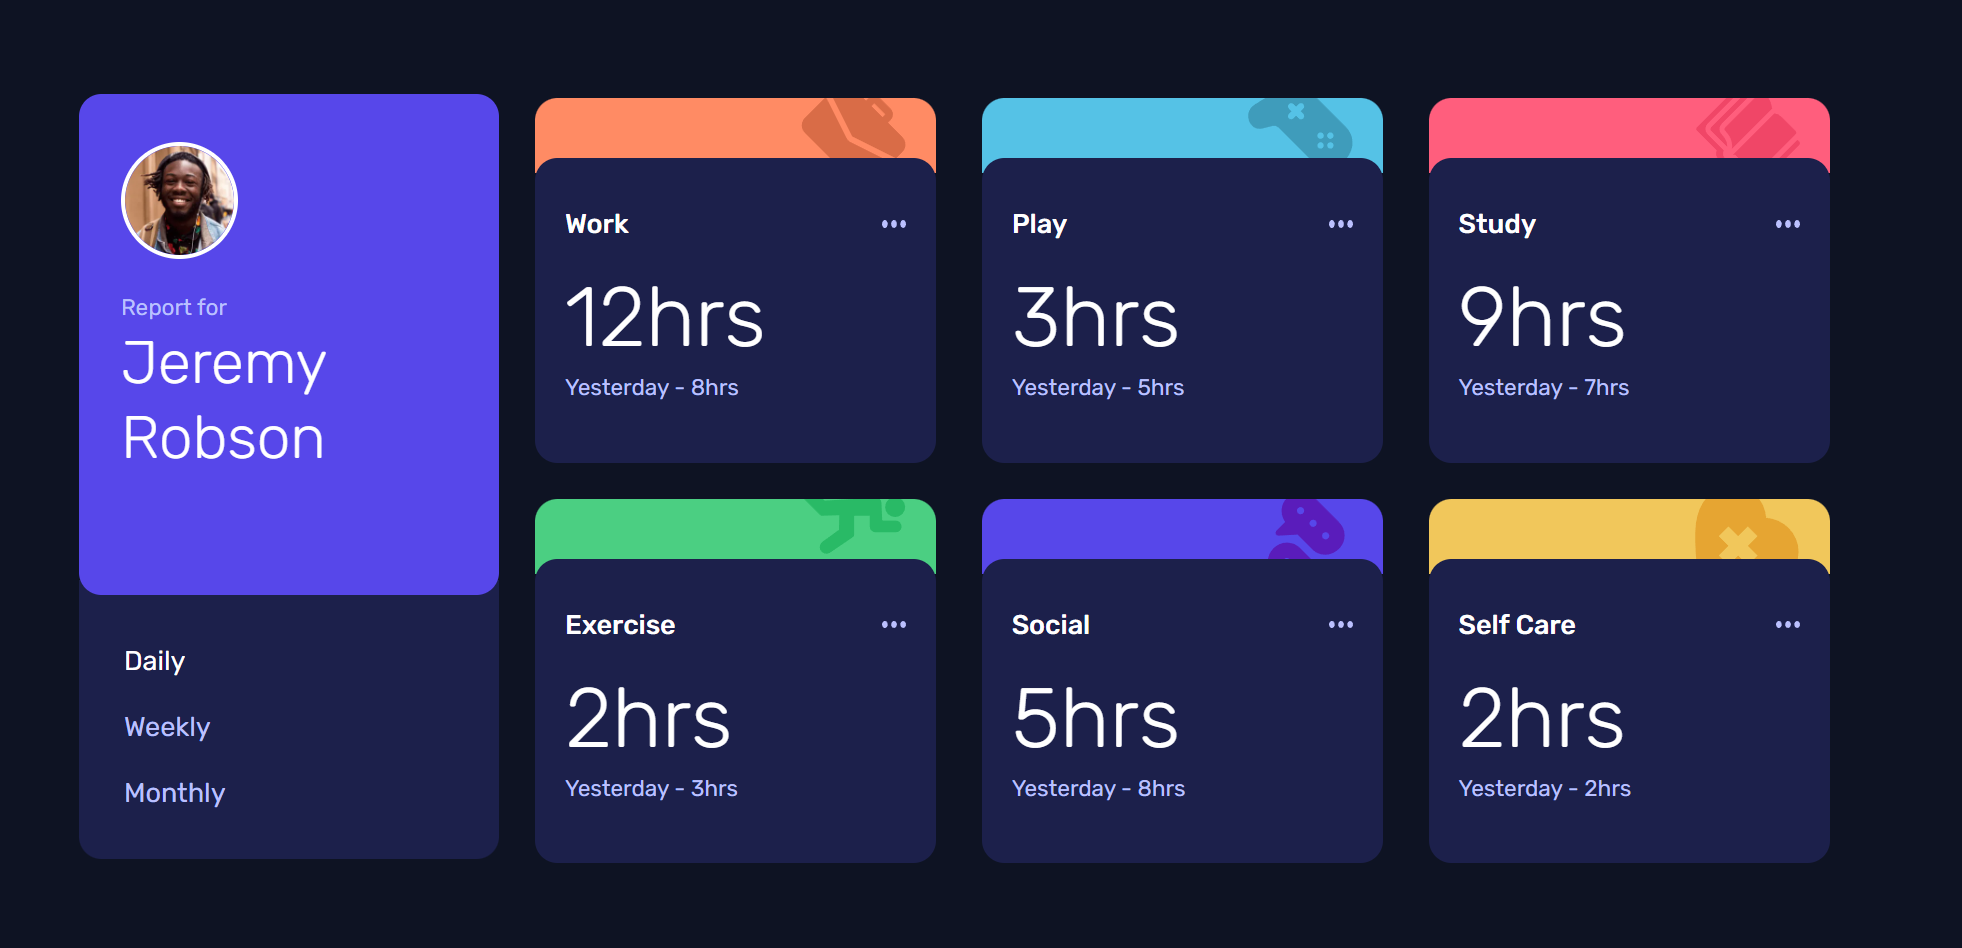 Report for
Jeremy
Robson
Daily
Weekly
Monthly
Work
12hrs
Yesterday - 8hrs
Play
3hrs
Yesterday - 5hrs
Study
9hrs
Yesterday - 7hrs
Exercise
2hrs
Yesterday - 3hrs
Social
5hrs
Yesterday - 8hrs
Self Care
2hrs
Yesterday - 2hrs